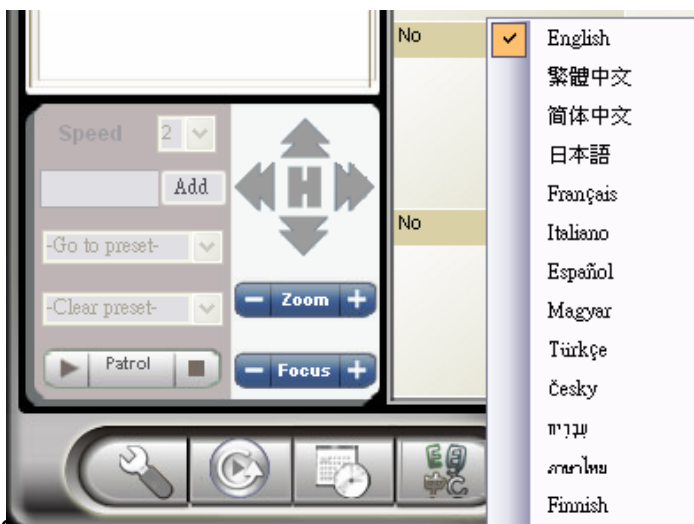 Speed 2
Add
-Go to preset-
-Clear preset-
Patrol
H
Zoom
Focus
No
No
English
繁體中文
简体中文
日本語
Français
Italiano
Español
Magyar
Türkçe
česky
עברית
ภาษาไทย
Finnish